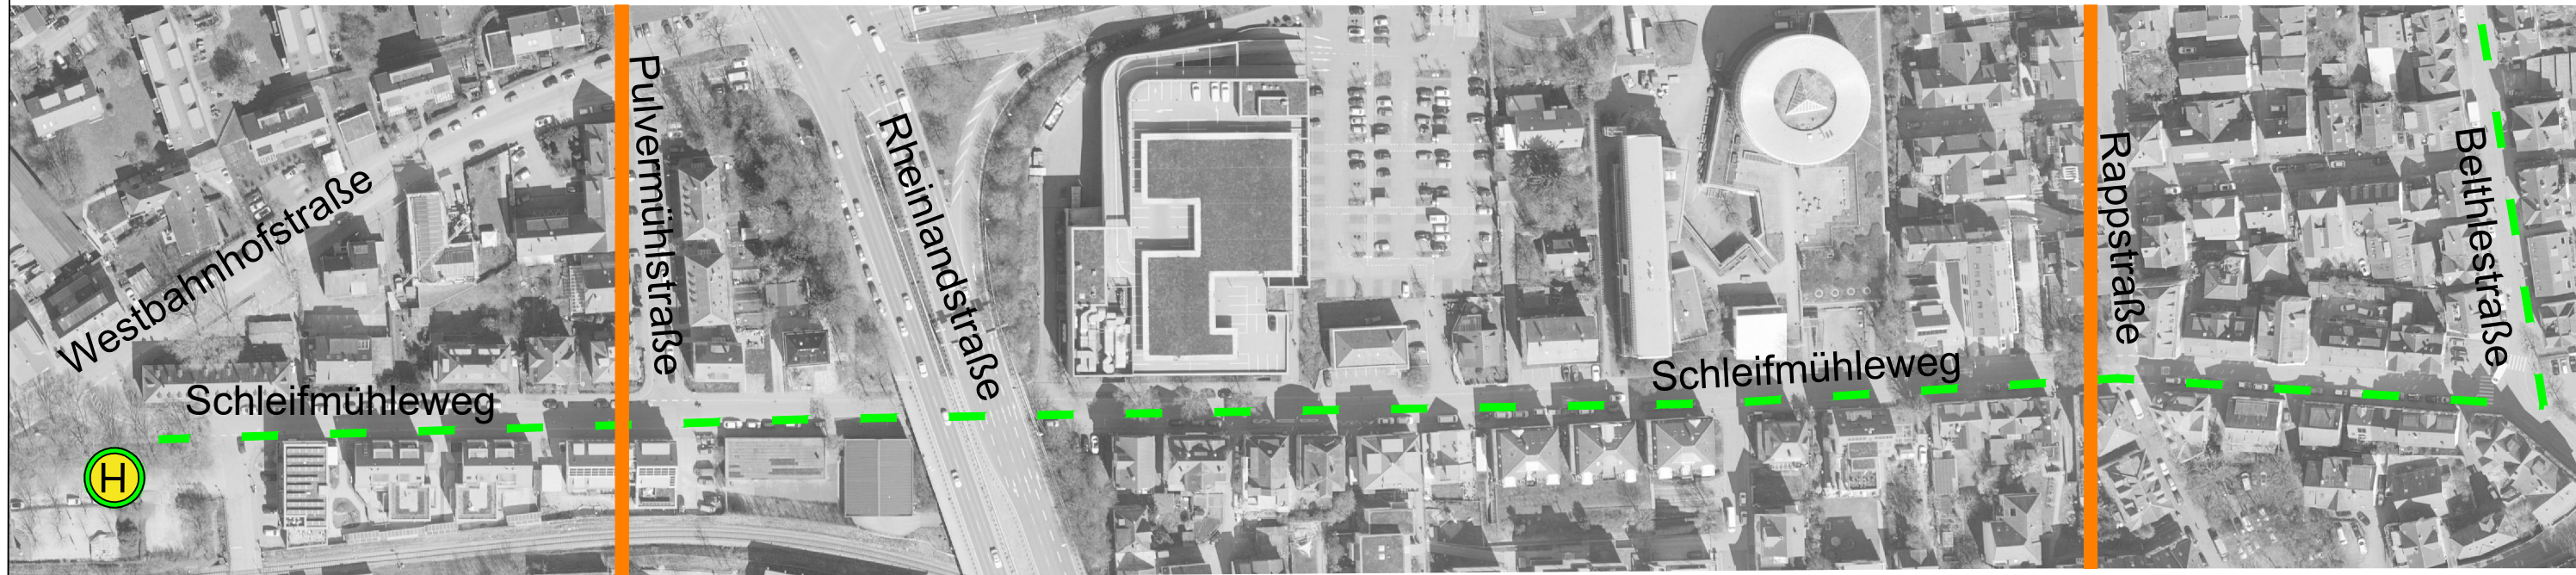 Westbahnhofstraße
Schleifmühleweg
H
Pulvermühlstraße
Rheinlandstraße
Schleifmühleweg
Rappstraße
Belthlestraße